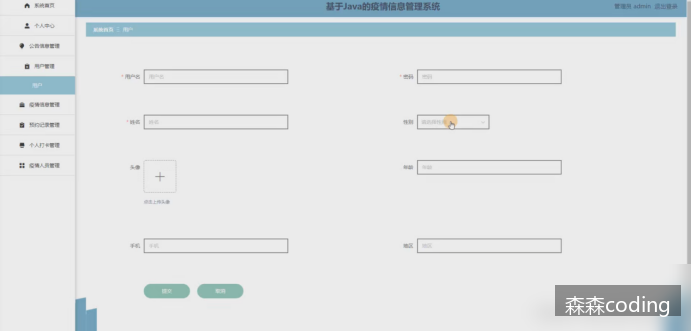 基于Java的疫情信息管理系统
管理员 admin 退出登录
系统首页
个人中心
公告信息管理
用户管理
用户
疫情信息管理
预约记录管理
个人打卡管理
疫情人员管理
系统首页 | 用户
* 用户名 用户名
* 密码 密码
* 姓名 姓名
性别
头像
点击上传头像
年龄 年龄
手机 手机
地区 地区
提交
取消
森森coding